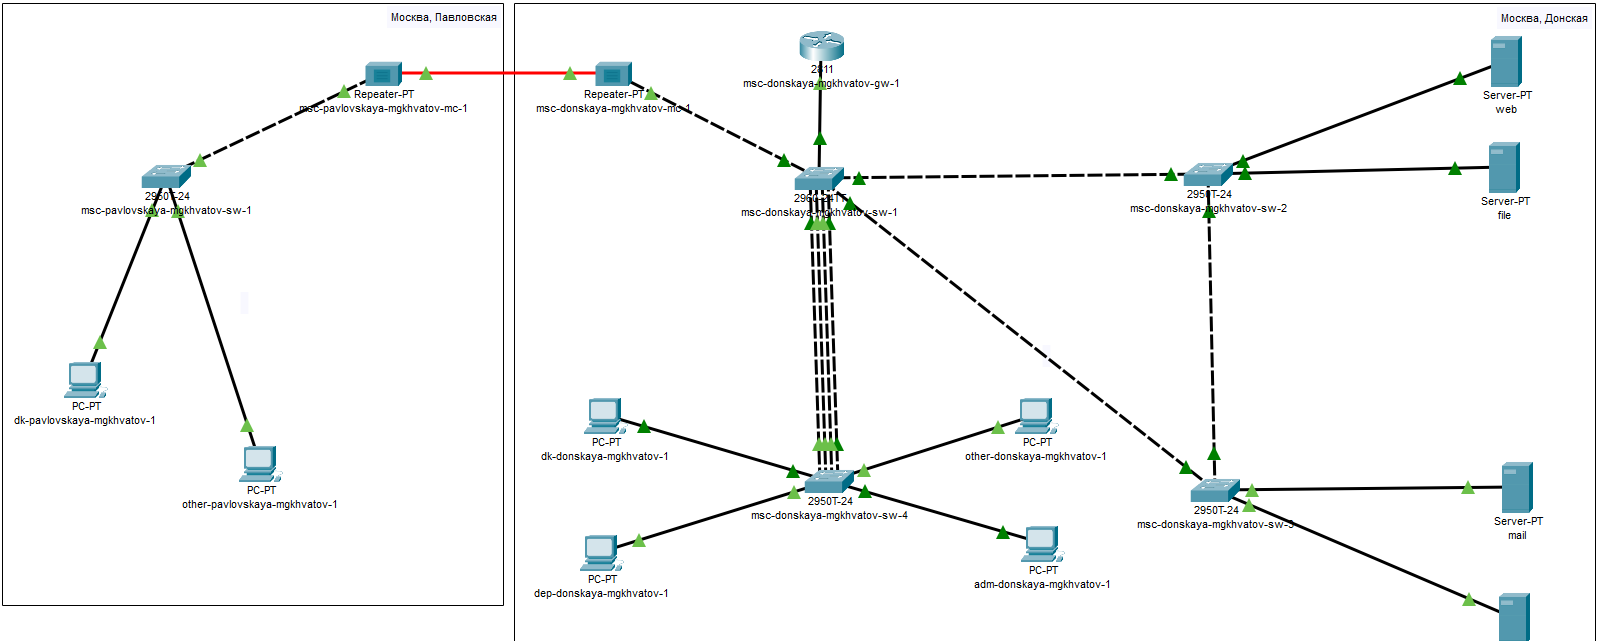 Москва, Павловская
Repeater-PT
msc-pavlovskaya-mgkhvatov-mc-1
2950T-24
msc-pavlovskaya-mgkhvatov-sw-1
PC-PT
dk-pavlovskaya-mgkhvatov-1
PC-PT
other-pavlovskaya-mgkhvatov-1
Москва, Донская
Repeater-PT
msc-donskaya-mgkhvatov-mc-1
2811
msc-donskaya-mgkhvatov-gw-1
2960-24TT
msc-donskaya-mgkhvatov-sw-1
2950T-24
msc-donskaya-mgkhvatov-sw-2
Server-PT
web
Server-PT
file
PC-PT
dk-donskaya-mgkhvatov-1
PC-PT
other-donskaya-mgkhvatov-1
2950T-24
msc-donskaya-mgkhvatov-sw-4
PC-PT
dep-donskaya-mgkhvatov-1
PC-PT
adm-donskaya-mgkhvatov-1
2950T-24
msc-donskaya-mgkhvatov-sw-3
Server-PT
mail